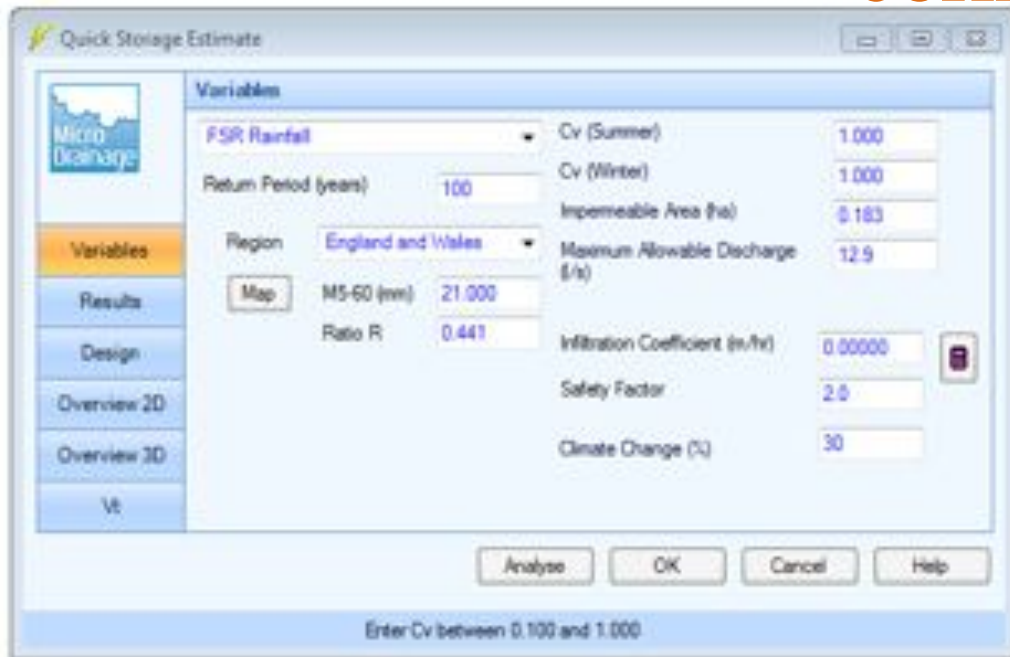 Quick Storage Estimate
Micro
Drainage
Variables
Results
Design
Overview 2D
Overview 3D
Vt
Variables
FSR Rainfall
Return Period (years) 100
Region England and Wales
Map M5-60 (mm) 21.000
Ratio R 0.441
Cv (Summer) 1.000
Cv (Winter) 1.000
Impermeable Area (ha) 0.183
Maximum Allowable Discharge 12.9
(l/s)
Infiltration Coefficient (m/hr) 0.00000
Safety Factor 2.0
Climate Change (%) 30
Analyse OK Cancel Help
Enter Cv between 0.100 and 1.000